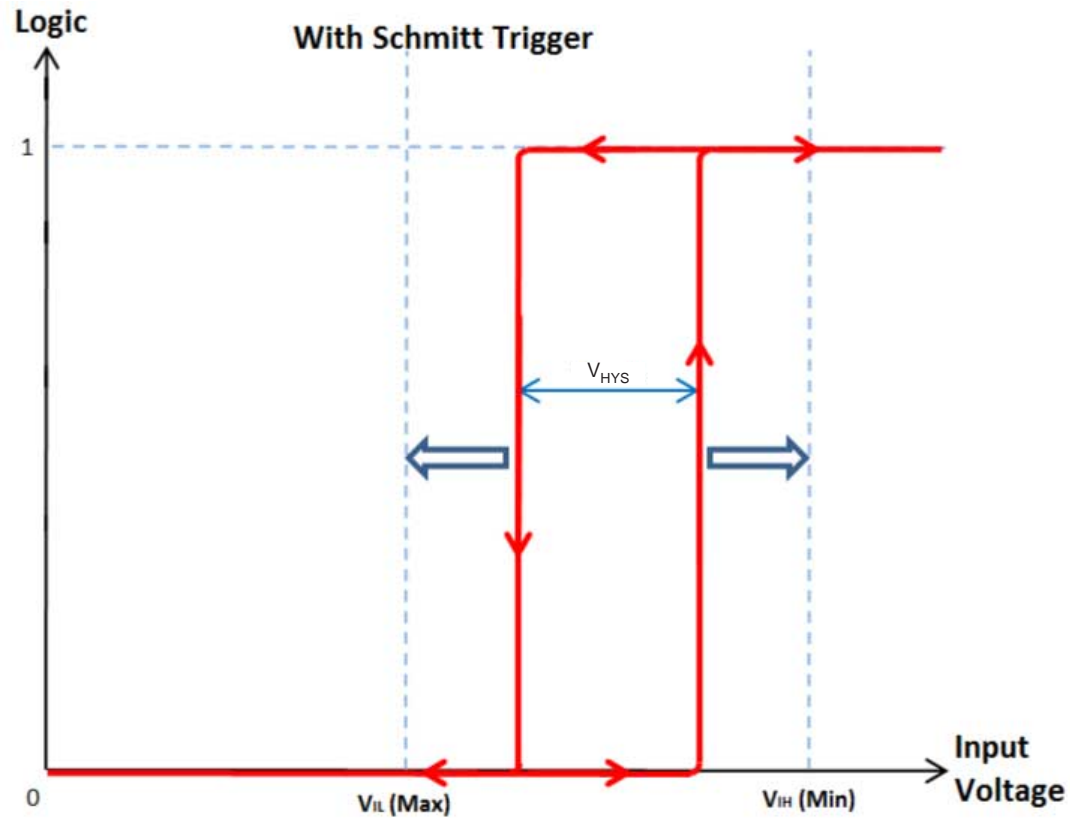 Logic
With Schmitt Trigger
1
VHYS
0
VIL (Max)
VIH (Min)
Input
Voltage